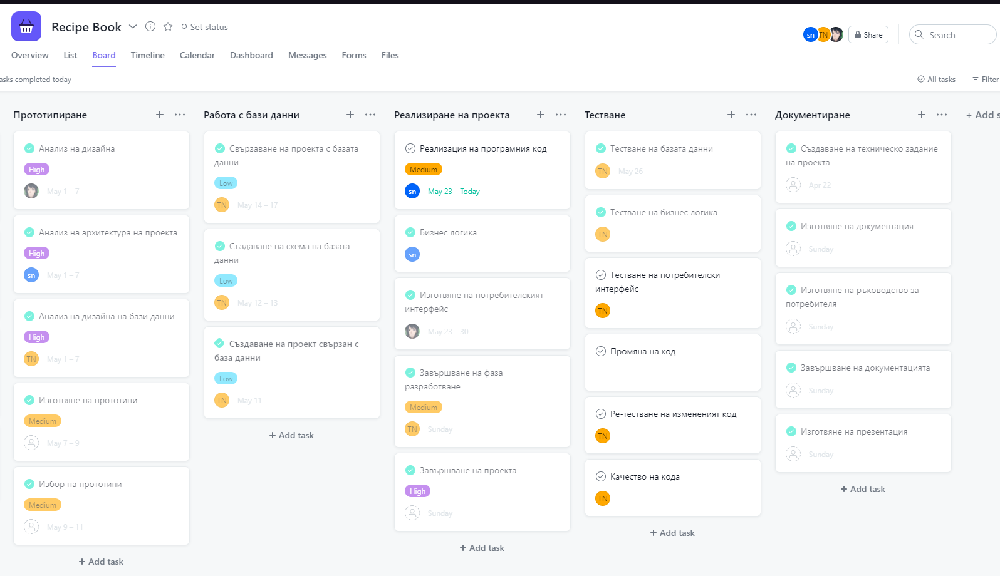 Recipe Book
Set status
sn
TN
Share
Search
Overview
List
Board
Timeline
Calendar
Dashboard
Messages
Forms
Files
asks completed today
All tasks
Filter
Прототипиране
Анализ на дизайна
High
May 1 – 7
Анализ на архитектура на проекта
High
sn
May 1 – 7
Анализ на дизайна на бази данни
High
TN
May 1 – 7
Изготвяне на прототипи
Medium
May 7 – 9
Избор на прототипи
Medium
May 9 – 11
+ Add task
Работа с бази данни
Свързаване на проекта с базата
данни
Low
TN
May 14 – 17
Създаване на схема на базата
данни
Low
TN
May 12 – 13
Създаване на проект свързан с
база данни
Low
TN
May 11
+ Add task
Реализиране на проекта
Реализация на програмния код
Medium
sn
May 23 – Today
Бизнес логика
sn
Изготвяне на потребителският
интерфейс
May 23 – 30
Завършване на фаза
разработване
Medium
TN
Sunday
Завършване на проекта
High
Sunday
+ Add task
Тестване
Тестване на базата данни
TN
May 26
Тестване на бизнес логика
TN
Тестване на потребителски
интерфейс
TN
Промяна на код
Ре-тестване на измененият код
TN
Качество на кода
TN
+ Add task
Документиране
Създаване на техническо задание
на проекта
Apr 22
Изготвяне на документация
Sunday
Изготвяне на ръководство за
потребителя
Sunday
Завършване на документацията
Sunday
Изготвяне на презентация
Sunday
+ Add task
+ Add s